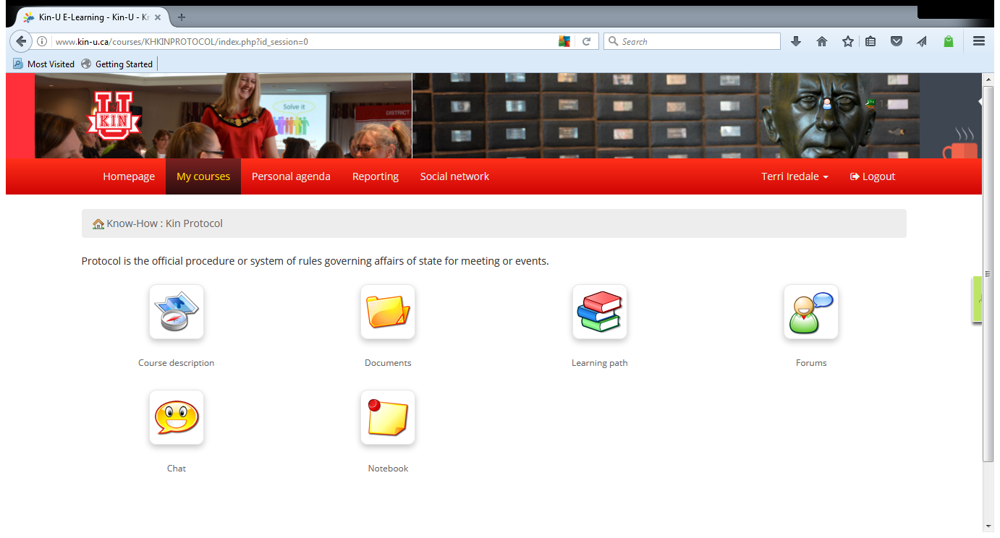 Kin-U E-Learning - Kin-U - Kn
www.kin-u.ca/courses/KHKINPROTOCOL/index.php?id_session=0
Search
Most Visited
Getting Started
U
KIN
Solve it
DISTRICT
Homepage
My courses
Personal agenda
Reporting
Social network
Terri Iredale
Logout
Know-How : Kin Protocol
Protocol is the official procedure or system of rules governing affairs of state for meeting or events.
Course description
Documents
Learning path
Forums
Chat
Notebook